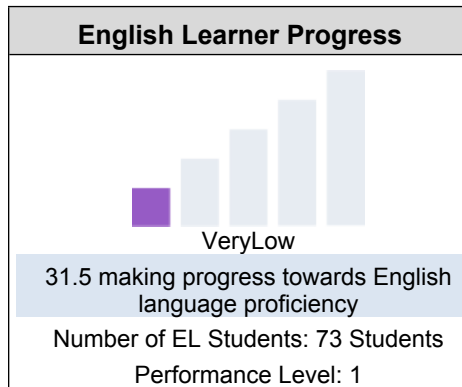 English Learner Progress
VeryLow
31.5 making progress towards English
language proficiency
Number of EL Students: 73 Students
Performance Level: 1